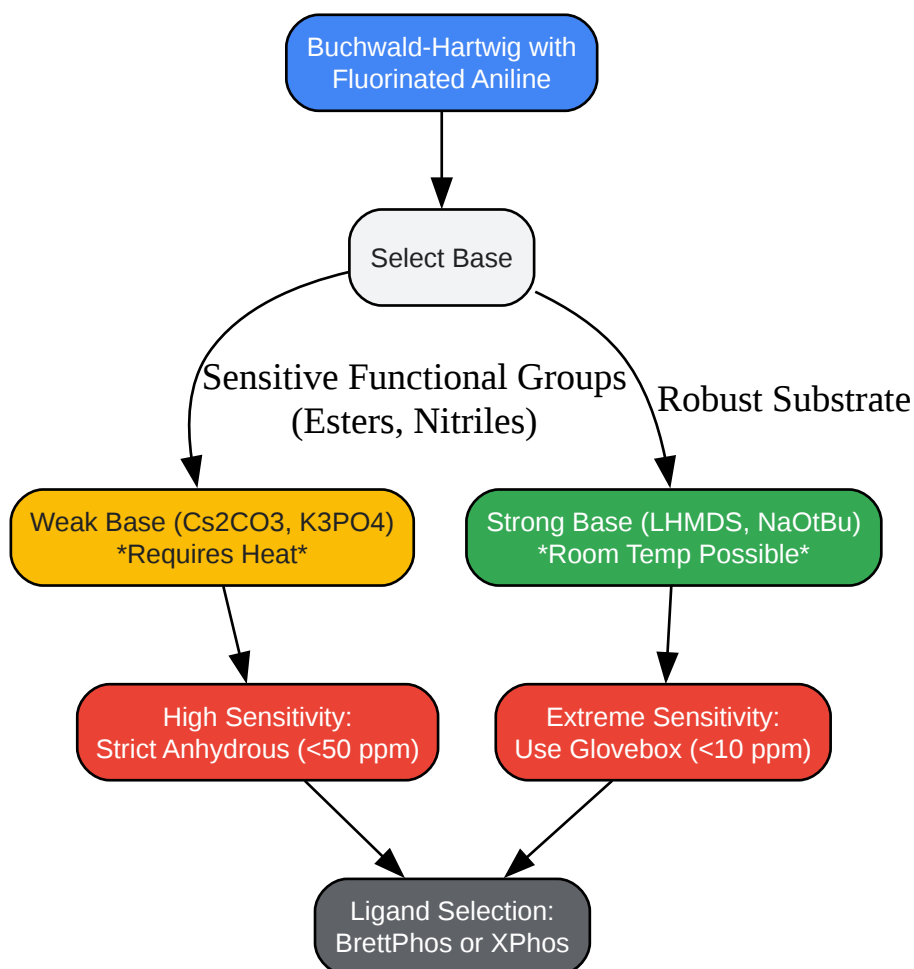 Buchwald-Hartwig with
Fluorinated Aniline
Select Base
Sensitive Functional Groups
(Esters, Nitriles)
Robust Substrate
Weak Base (Cs2CO3, K3PO4)
*Requires Heat*
Strong Base (LHMDS, NaOtBu)
*Room Temp Possible*
High Sensitivity:
Strict Anhydrous (<50 ppm)
Extreme Sensitivity:
Use Glovebox (<10 ppm)
Ligand Selection:
BrettPhos or XPhos